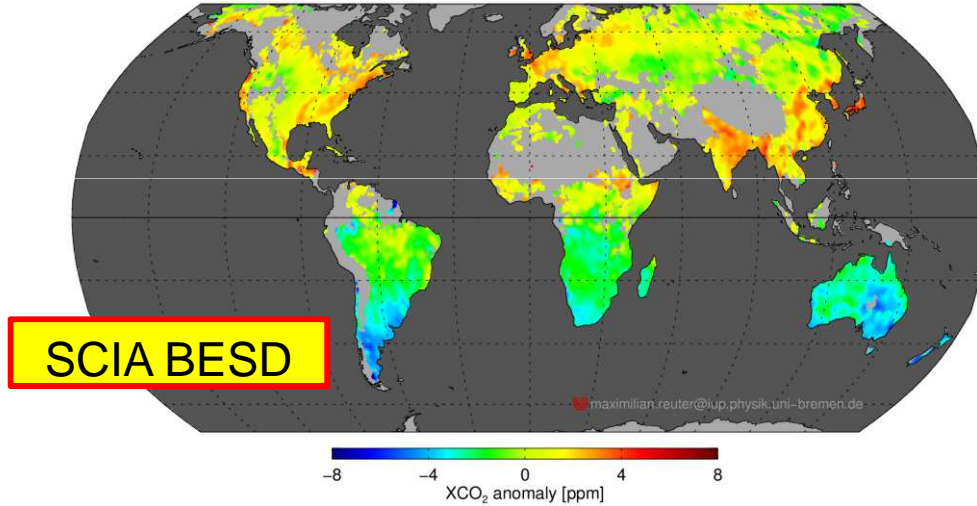 SCIA BESD
maximilian.reuter@iup.physik.uni-bremen.de
−8 −4 0 4 8
XCO₂ anomaly [ppm]